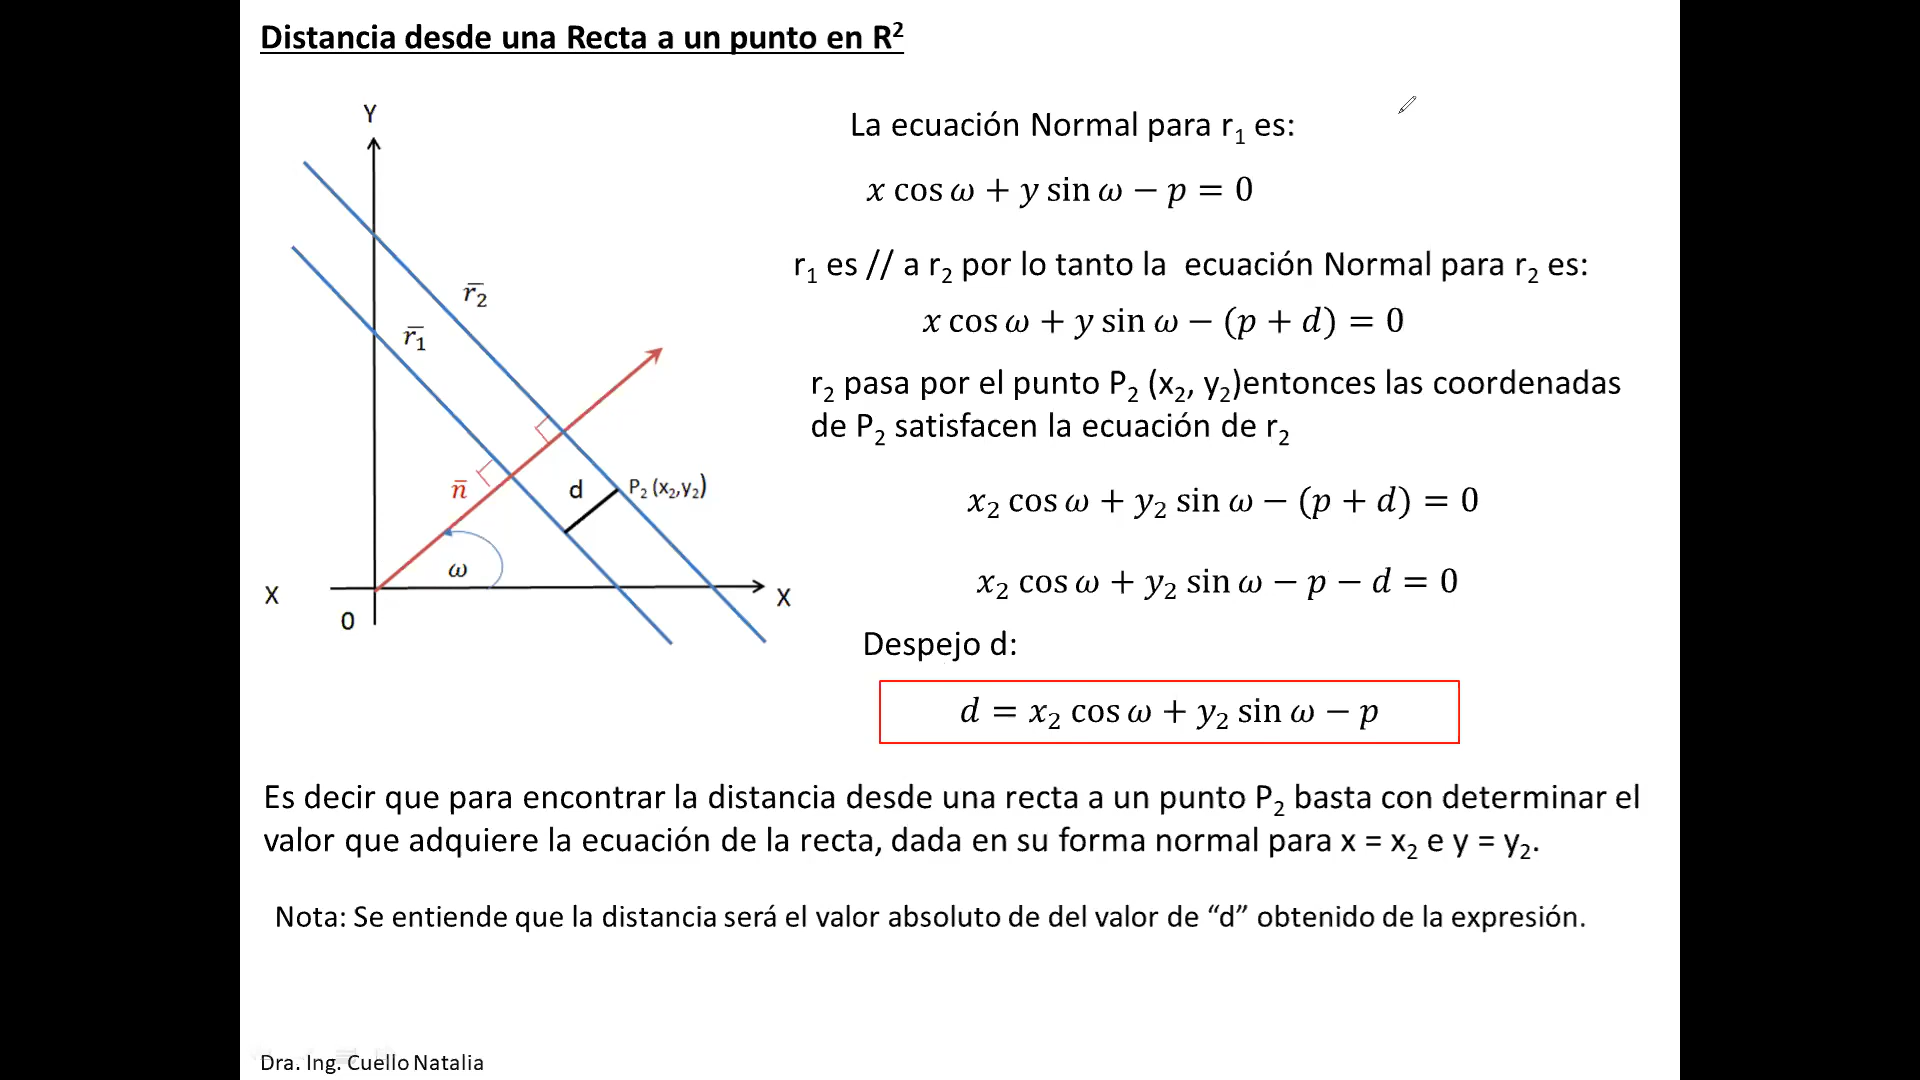 Distancia desde una Recta a un punto en R²
Y
La ecuación Normal para r₁ es:
x cos ω + y sin ω − p = 0
r₁ es // a r₂ por lo tanto la ecuación Normal para r₂ es:
x cos ω + y sin ω − (p + d) = 0
r̅₂
r̅₁
r₂ pasa por el punto P₂ (x₂, y₂)entonces las coordenadas
de P₂ satisfacen la ecuación de r₂
n̅
d
P₂ (x₂,y₂)
x₂ cos ω + y₂ sin ω − (p + d) = 0
ω
x₂ cos ω + y₂ sin ω − p − d = 0
X
X
0
Despejo d:
d = x₂ cos ω + y₂ sin ω − p
Es decir que para encontrar la distancia desde una recta a un punto P₂ basta con determinar el
valor que adquiere la ecuación de la recta, dada en su forma normal para x = x₂ e y = y₂.
Nota: Se entiende que la distancia será el valor absoluto de del valor de “d” obtenido de la expresión.
Dra. Ing. Cuello Natalia